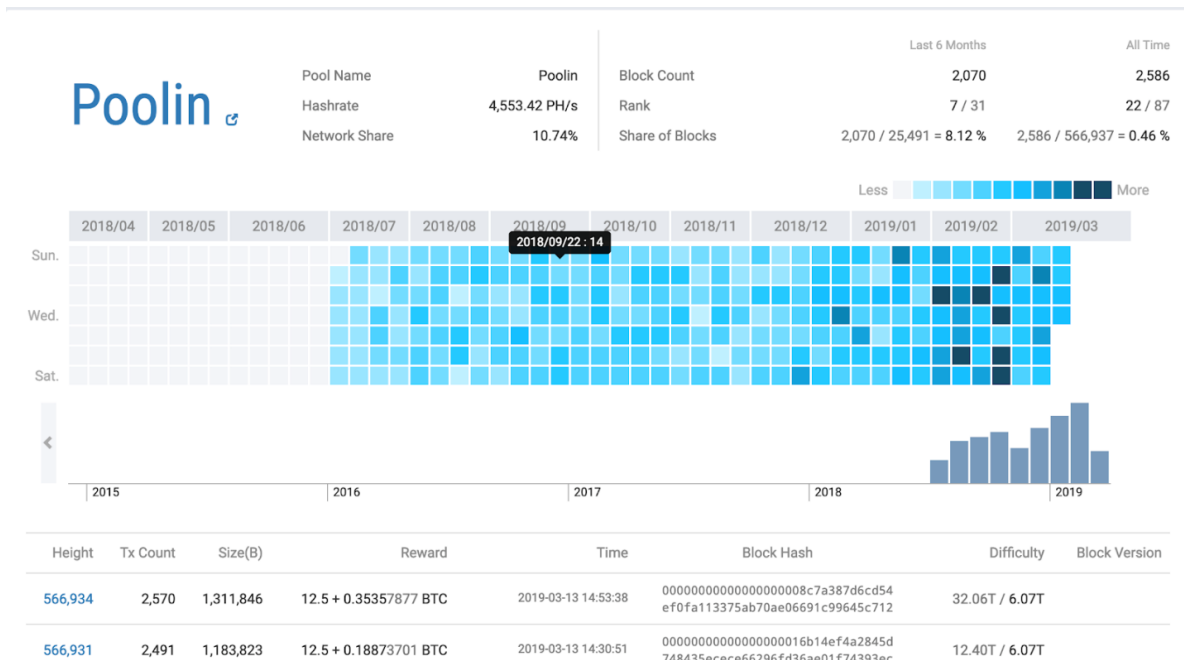 Last 6 Months All Time
Poolin
Pool Name Poolin Block Count 2,070 2,586
Hashrate 4,553.42 PH/s Rank 7 / 31 22 / 87
Network Share 10.74% Share of Blocks 2,070 / 25,491 = 8.12 % 2,586 / 566,937 = 0.46 %
Less More
2018/04 2018/05 2018/06 2018/07 2018/08 2018/09 2018/10 2018/11 2018/12 2019/01 2019/02 2019/03
2018/09/22 : 14
Sun.
Wed.
Sat.
2015 2016 2017 2018 2019
Height Tx Count Size(B) Reward Time Block Hash Difficulty Block Version
566,934 2,570 1,311,846 12.5 + 0.35357877 BTC 2019-03-13 14:53:38 00000000000000000008c7a387d6cd54 32.06T / 6.07T
ef0fa113375ab70ae06691c99645c712
566,931 2,491 1,183,823 12.5 + 0.18873701 BTC 2019-03-13 14:30:51 00000000000000000016b14ef4a2845d 12.40T / 6.07T
748435ecece66296fd36ae01f74393ec